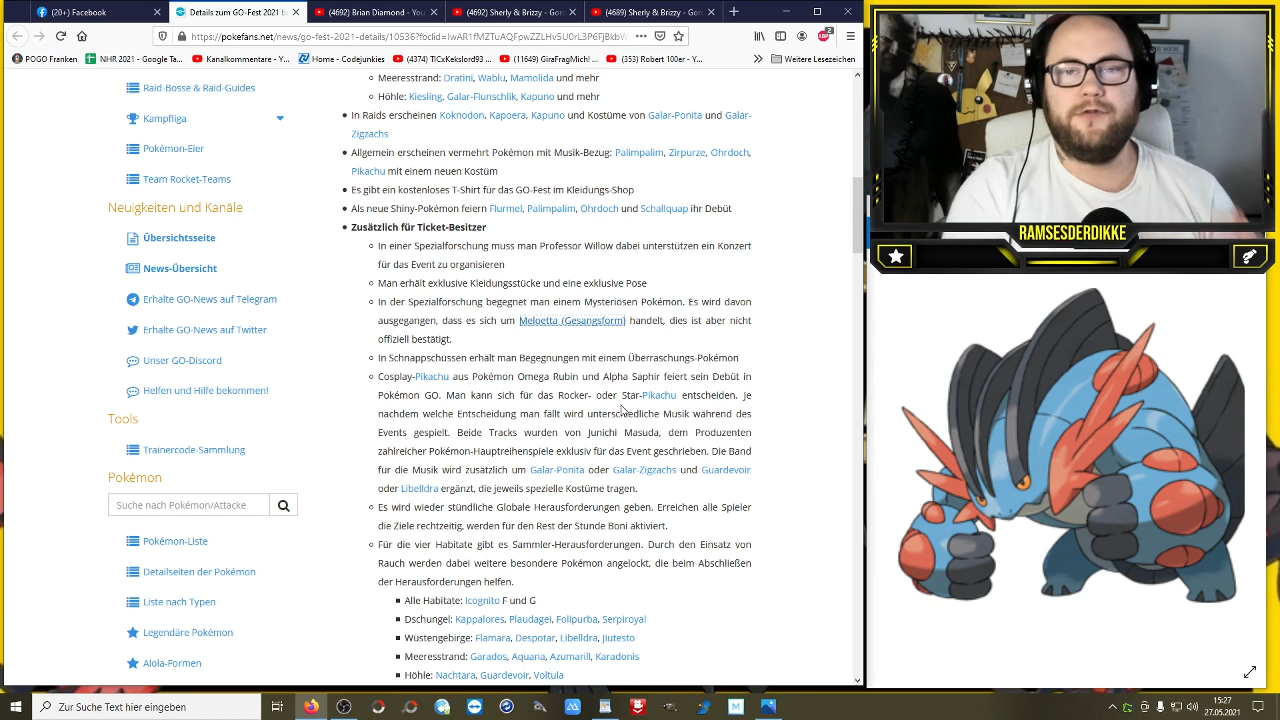 (20+) Facebook
Details zum GO-Fest 2021 b
(4692) Brian Diamond - You
(4692) Sherly & Brizzy - Gor
(4689) Sherly & Brizzy - Gor
POGO Franken
NHR 2021 - Google Ta...
Kanalkommentare - Y...
Home - Codejunkies
(11649) GiraFragMich! ...
(353) Robert 100er - Y...
Weitere Lesezeichen
Raid-Bosse & Raid-Guides
Kampfliga
Pokémon-Eier
Team Rocket-Teams
Neuigkeiten und Kanäle
Übersichtsseite
News-Übersicht
Erhalte GO-News auf Telegram
Erhalte GO-News auf Twitter
Unser GO-Discord
Helfen und Hilfe bekommen!
Tools
Trainercode-Sammlung
Pokémon
Suche nach Pokémon/Attacke
Pokémon-Liste
Detailseiten der Pokémon
Liste nach Typen
Legendäre Pokémon
Alola-Formen
Meeresstrand: Dratini, Wablu, Mamolida und mehr
Höhle: Kiesling, Galar-Flunschlik, Kapuno und mehr
In Raids erscheinen Koknodon, Kapoera, Kapuno und Kostüme von Galar-Ponita und Galar-
Zigzachs
Allgemein erscheinen vermehrt Pokémon mit Musik-Bezug: Palimpalim, Zirpurze, Ohrdoch,
Pikachu mit einem neuen Kostüm
Es gibt ein kostenloses T-Shirt für das GO-Fest im Kleidungs-Shop
Als neue Shiny-Pokémon feiern Flurmel, Palimpalim, Ohrdoch und Schallquap ihr Debüt
Zusätzlich für Ticket-Besitzer
In einer Spezialforschung muss man Professor Willow dabei unterstützen ein Konzert
für das Event zu organisieren
Man erhält exklusive Kleidungsstücke und eine exklusive Pose
In der Spezialforschung begegnet man einem Mysteriösen Pokémon. Es wird davon
ausgegangen, dass es sich um Meloetta (Gesangsform) handelt, dies ist aber nicht
offiziell bestätigt.
In Schnappschüssen erhält man Begegnungen mit einem Überraschungs-Pokémon
Cosplay-Pikachu aus Pokémon Omega Rubin und Alpha Saphir feiert sein Debüt in
Pokémon GO. Man kann sich für das Rocker- oder Star-Pikachu entscheiden. Je
nachdem welche Entscheidung man fält wird unterschiedliche Musik während des
Events gespielt. Beide Tracks wurden von Junichi Masuda, dem Produzenten
zahlreicher Pokémon-Hauptreihenspiele exklusiv für das Event geschrieben. Die Band
für die Musik wird zusätzlich um Galar-Ponita oder Galar-Zigzachs und Guardevoir
oder Libelldra ergänzt, die jeweils spezielle Kostüme tragen.
Es wird wieder stündliche Globale Herausforderungen geben. Erreichen alle Spieler
die Ziele rechtzeitig, werden für den Rest der Stunde Boni aktiviert.
Für die vier Habitate gibt es Sammler-Herausforderungen. Durch den Einsatz von
Rauch werden dabei weitere besondere Pokémon angelockt, die beim Abschließen
der Herausforderungen helfen.
Alle Habitate: Icognito F und G
Dschungel: Kappalores, Plaudagei, Folipurba, Serpiroyal
Wüstengebirge: Flamara, Despotar, Libelldra, Jiutesto
Meeresstrand: Garados, Aquana, Azumarill, Karadonis
Höhle: Nachtara, Guardevoir, Voltula
RAMSESDERDIKKE
Zur Suche Text hier eingeben
15:27
27.05.2021